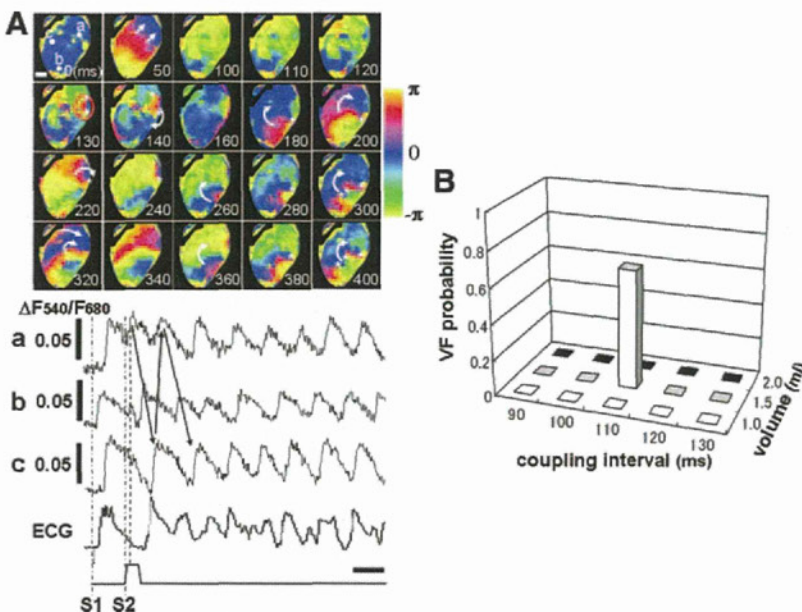 A
a
b
0(ms)
50
100
110
120
130
140
160
180
200
220
240
260
280
300
320
340
360
380
400
π
0
-π
ΔF540/F680
a 0.05
b 0.05
c 0.05
ECG
S1 S2
B
VF probability
1
0.8
0.6
0.4
0.2
0
90 100 110 120 130
coupling interval (ms)
1.0 1.5 2.0
volume (ml)